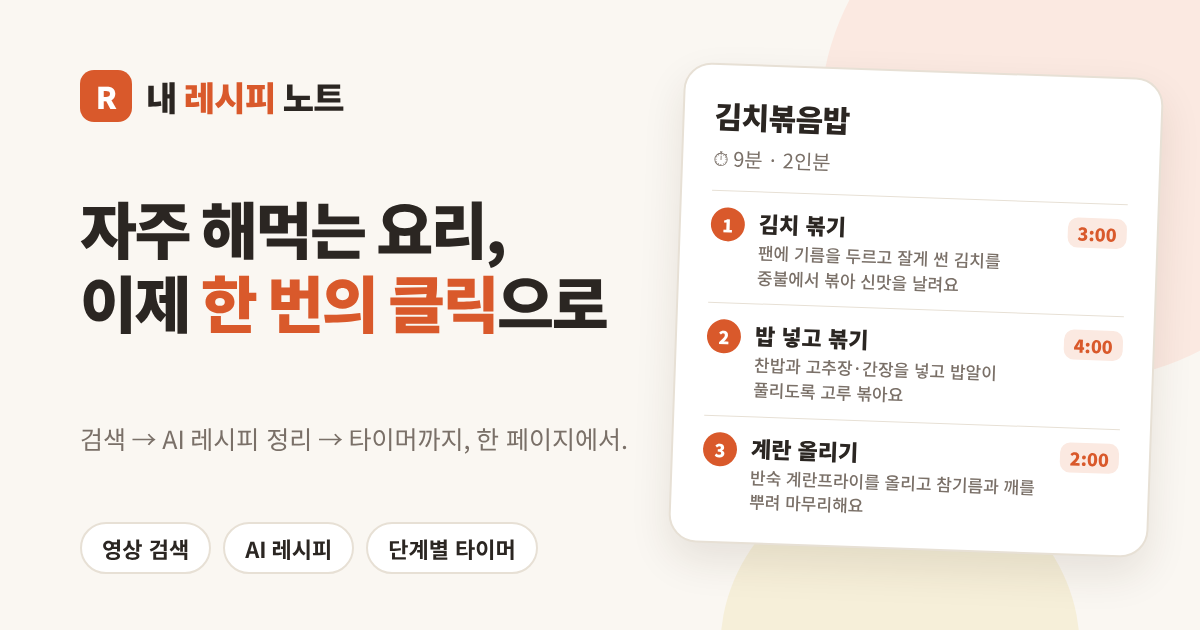 R 내 레시피 노트
자주 해먹는 요리,
이제 한 번의 클릭으로
검색 → AI 레시피 정리 → 타이머까지, 한 페이지에서.
영상 검색
AI 레시피
단계별 타이머
김치볶음밥
⏱ 9분 · 2인분
1 김치 볶기 3:00
팬에 기름을 두르고 잘게 썬 김치를
중불에서 볶아 신맛을 날려요
2 밥 넣고 볶기 4:00
찬밥과 고추장·간장을 넣고 밥알이
풀리도록 고루 볶아요
3 계란 올리기 2:00
반숙 계란프라이를 올리고 참기름과 깨를
뿌려 마무리해요